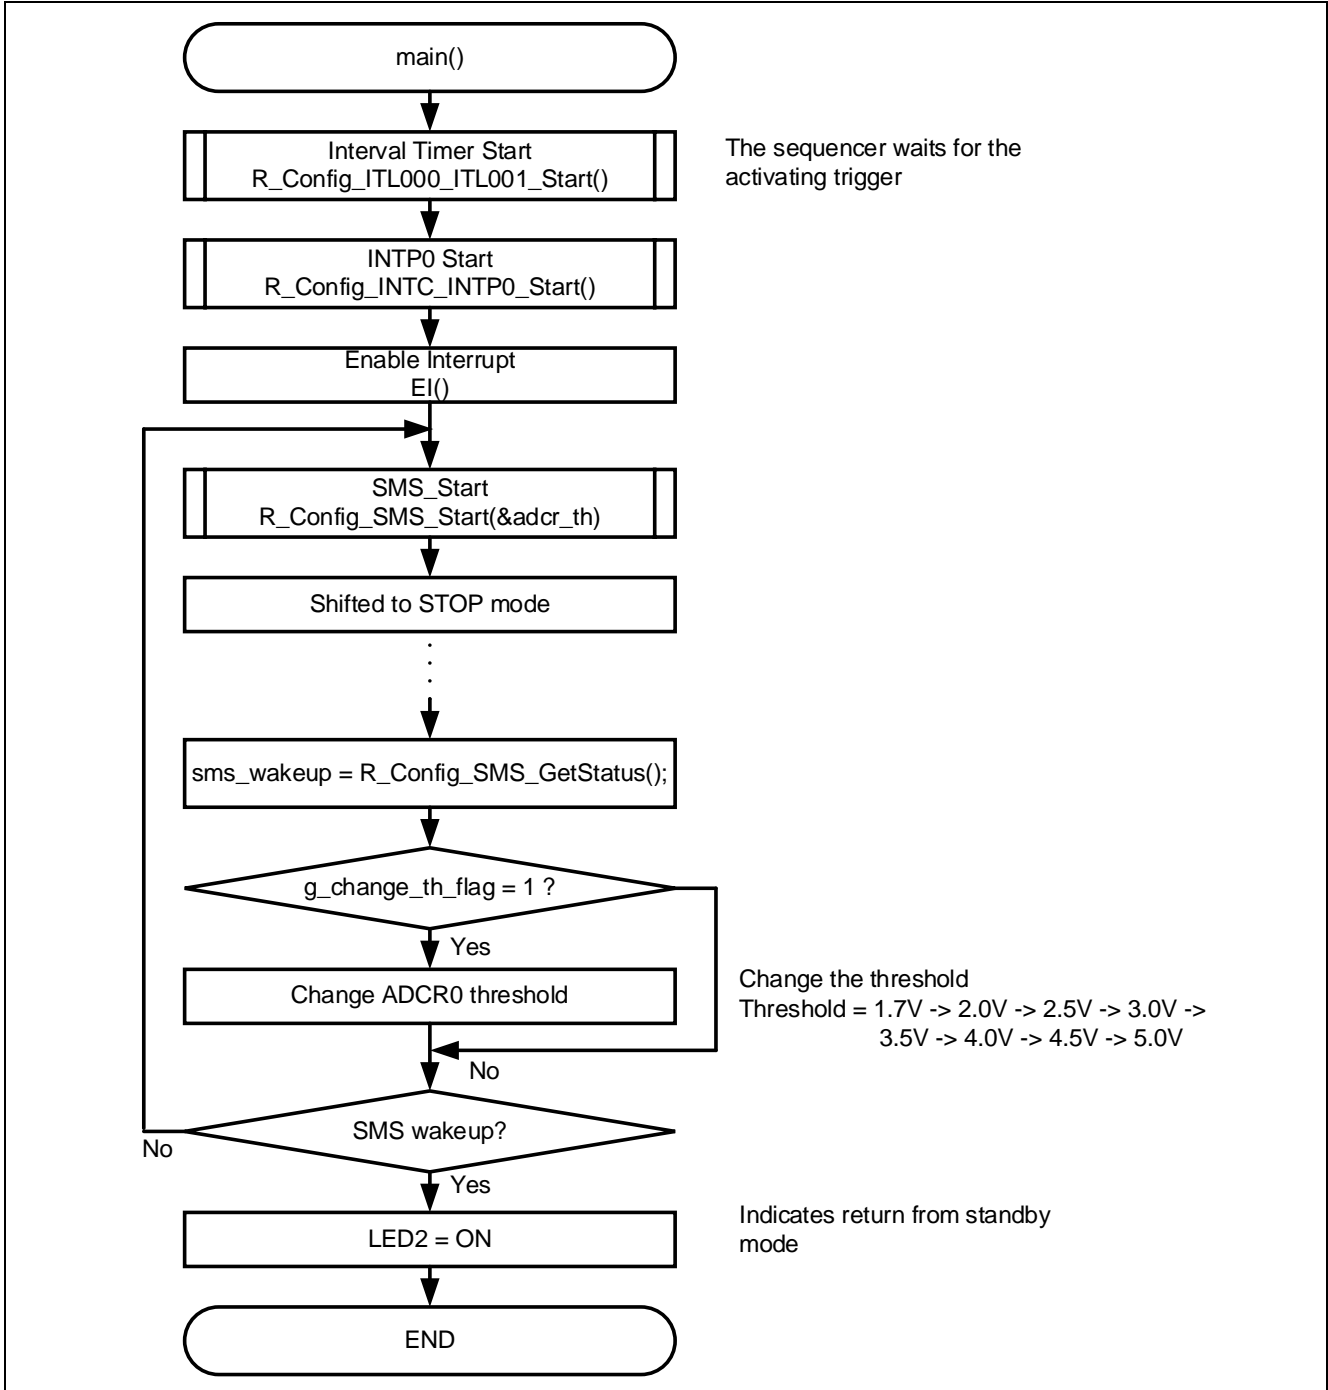 main()
Interval Timer Start
R_Config_ITL000_ITL001_Start()
The sequencer waits for the
activating trigger
INTP0 Start
R_Config_INTC_INTP0_Start()
Enable Interrupt
EI()
SMS_Start
R_Config_SMS_Start(&adcr_th)
Shifted to STOP mode
sms_wakeup = R_Config_SMS_GetStatus();
g_change_th_flag = 1 ?
Yes
Change ADCR0 threshold
Change the threshold
Threshold = 1.7V -> 2.0V -> 2.5V -> 3.0V ->
3.5V -> 4.0V -> 4.5V -> 5.0V
No
SMS wakeup?
No
Yes
LED2 = ON
Indicates return from standby
mode
END